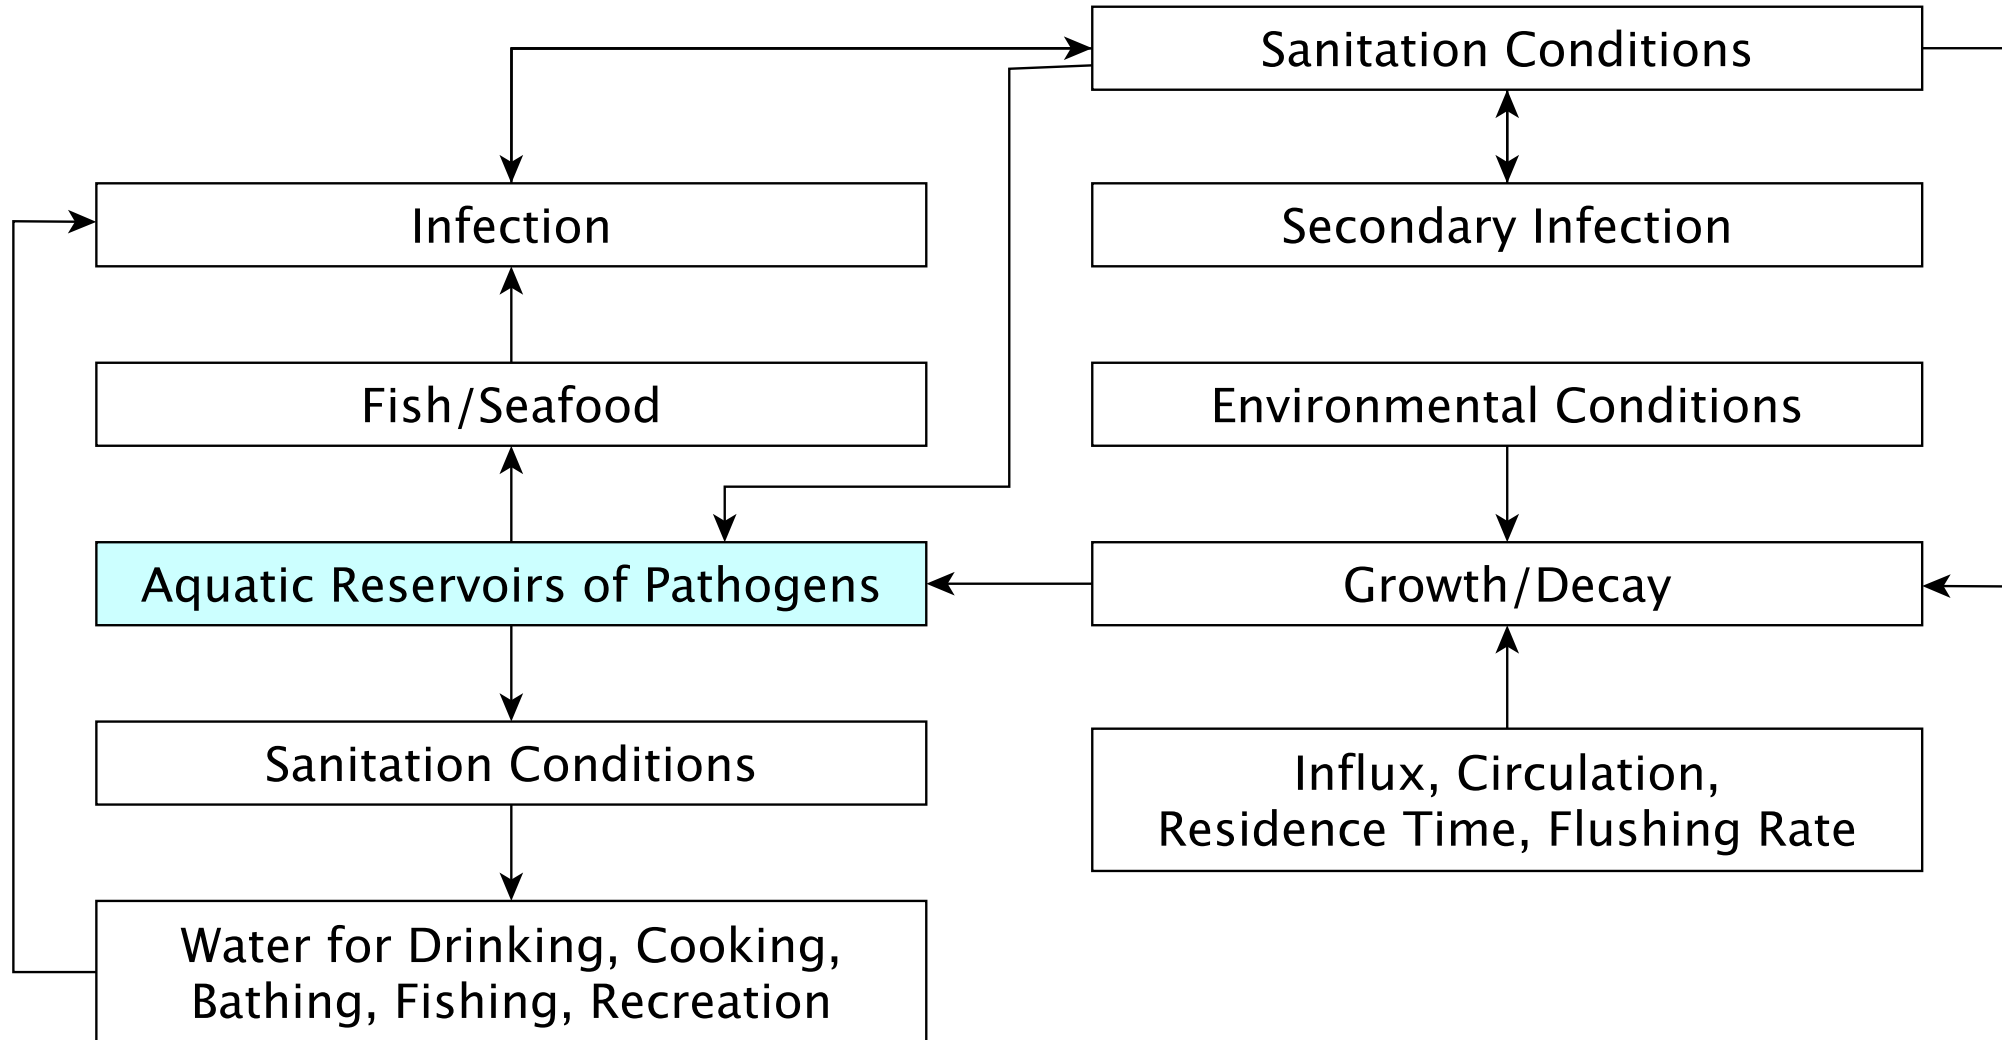 Sanitation Conditions
Infection
Secondary Infection
Fish/Seafood
Environmental Conditions
Aquatic Reservoirs of Pathogens
Growth/Decay
Sanitation Conditions
Influx, Circulation,
Residence Time, Flushing Rate
Water for Drinking, Cooking,
Bathing, Fishing, Recreation